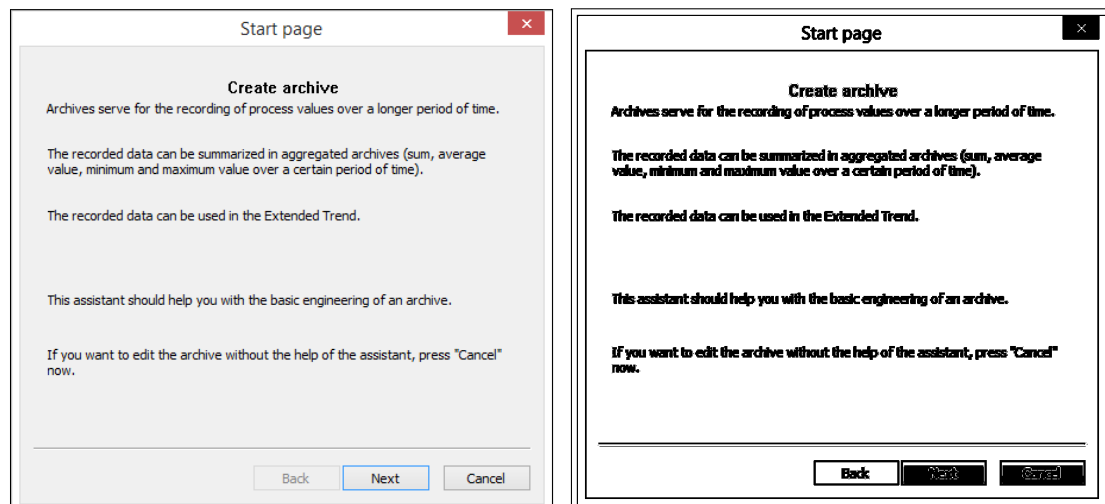 Start page
Create archive
Archives serve for the recording of process values over a longer period of time.
The recorded data can be summarized in aggregated archives (sum, average
value, minimum and maximum value over a certain period of time).
The recorded data can be used in the Extended Trend.
This assistant should help you with the basic engineering of an archive.
If you want to edit the archive without the help of the assistant, press "Cancel"
now.
Back Next Cancel
Start page
Create archive
Archives serve for the recording of process values over a longer period of time.
The recorded data can be summarized in aggregated archives (sum, average
value, minimum and maximum value over a certain period of time).
The recorded data can be used in the Extended Trend.
This assistant should help you with the basic engineering of an archive.
If you want to edit the archive without the help of the assistant, press "Cancel"
now.
Back Next Cancel